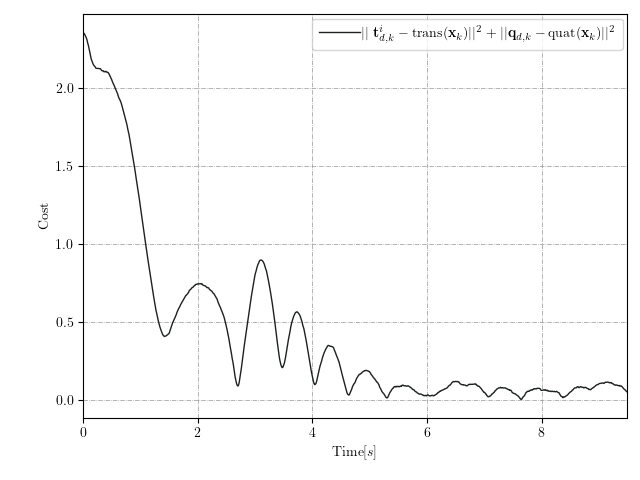 || t^i_{d,k} − trans(x_k)||^2 + ||q_{d,k} − quat(x_k)||^2
2.0
1.5
1.0
0.5
0.0
Cost
0 2 4 6 8
Time[s]